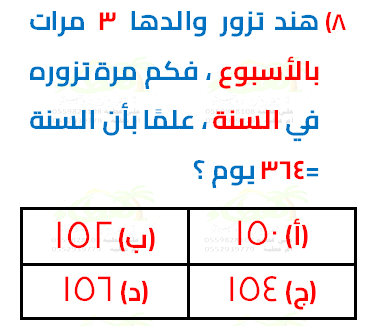 ٨) هند تزور والدها ٣ مرات
بالأسبوع ، فكم مرة تزوره
في السنة ، علمًا بأن السنة
=٣٦٤ يوم ؟
(أ) ١٥٠
(ب) ١٥٢
(ج) ١٥٤
(د) ١٥٦